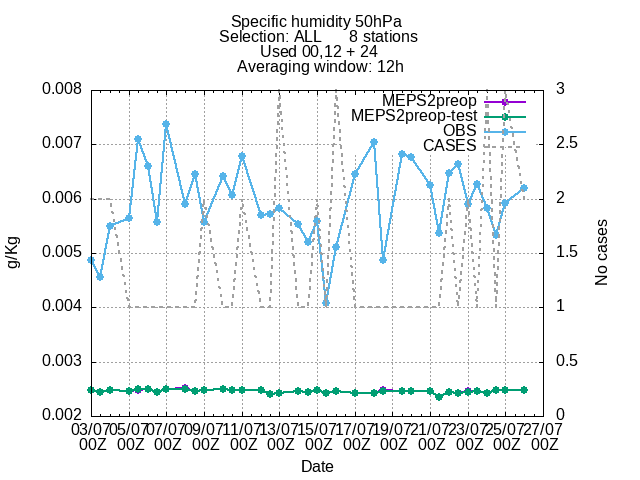 Specific humidity 50hPa
Selection: ALL 8 stations
Used 00,12 + 24
Averaging window: 12h
0.008
0.007
0.006
0.005
0.004
0.003
0.002
g/Kg
MEPS2preop
MEPS2preop-test
OBS
CASES
3
2.5
2
1.5
1
0.5
0
No cases
03/07 05/07 07/07 09/07 11/07 13/07 15/07 17/07 19/07 21/07 23/07 25/07 27/07
00Z 00Z 00Z 00Z 00Z 00Z 00Z 00Z 00Z 00Z 00Z 00Z 00Z
Date